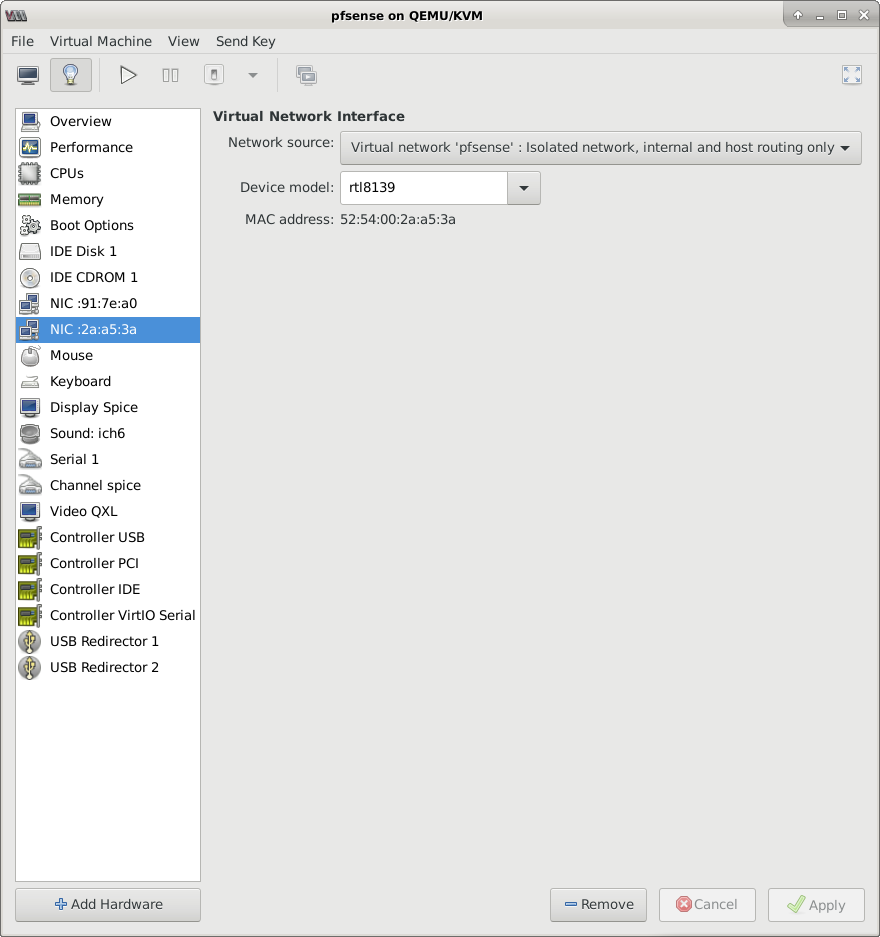 pfsense on QEMU/KVM
File Virtual Machine View Send Key
Overview
Performance
CPUs
Memory
Boot Options
IDE Disk 1
IDE CDROM 1
NIC :91:7e:a0
NIC :2a:a5:3a
Mouse
Keyboard
Display Spice
Sound: ich6
Serial 1
Channel spice
Video QXL
Controller USB
Controller PCI
Controller IDE
Controller VirtIO Serial
USB Redirector 1
USB Redirector 2
Add Hardware
Virtual Network Interface
Network source: Virtual network 'pfsense' : Isolated network, internal and host routing only
Device model: rtl8139
MAC address: 52:54:00:2a:a5:3a
Remove Cancel Apply